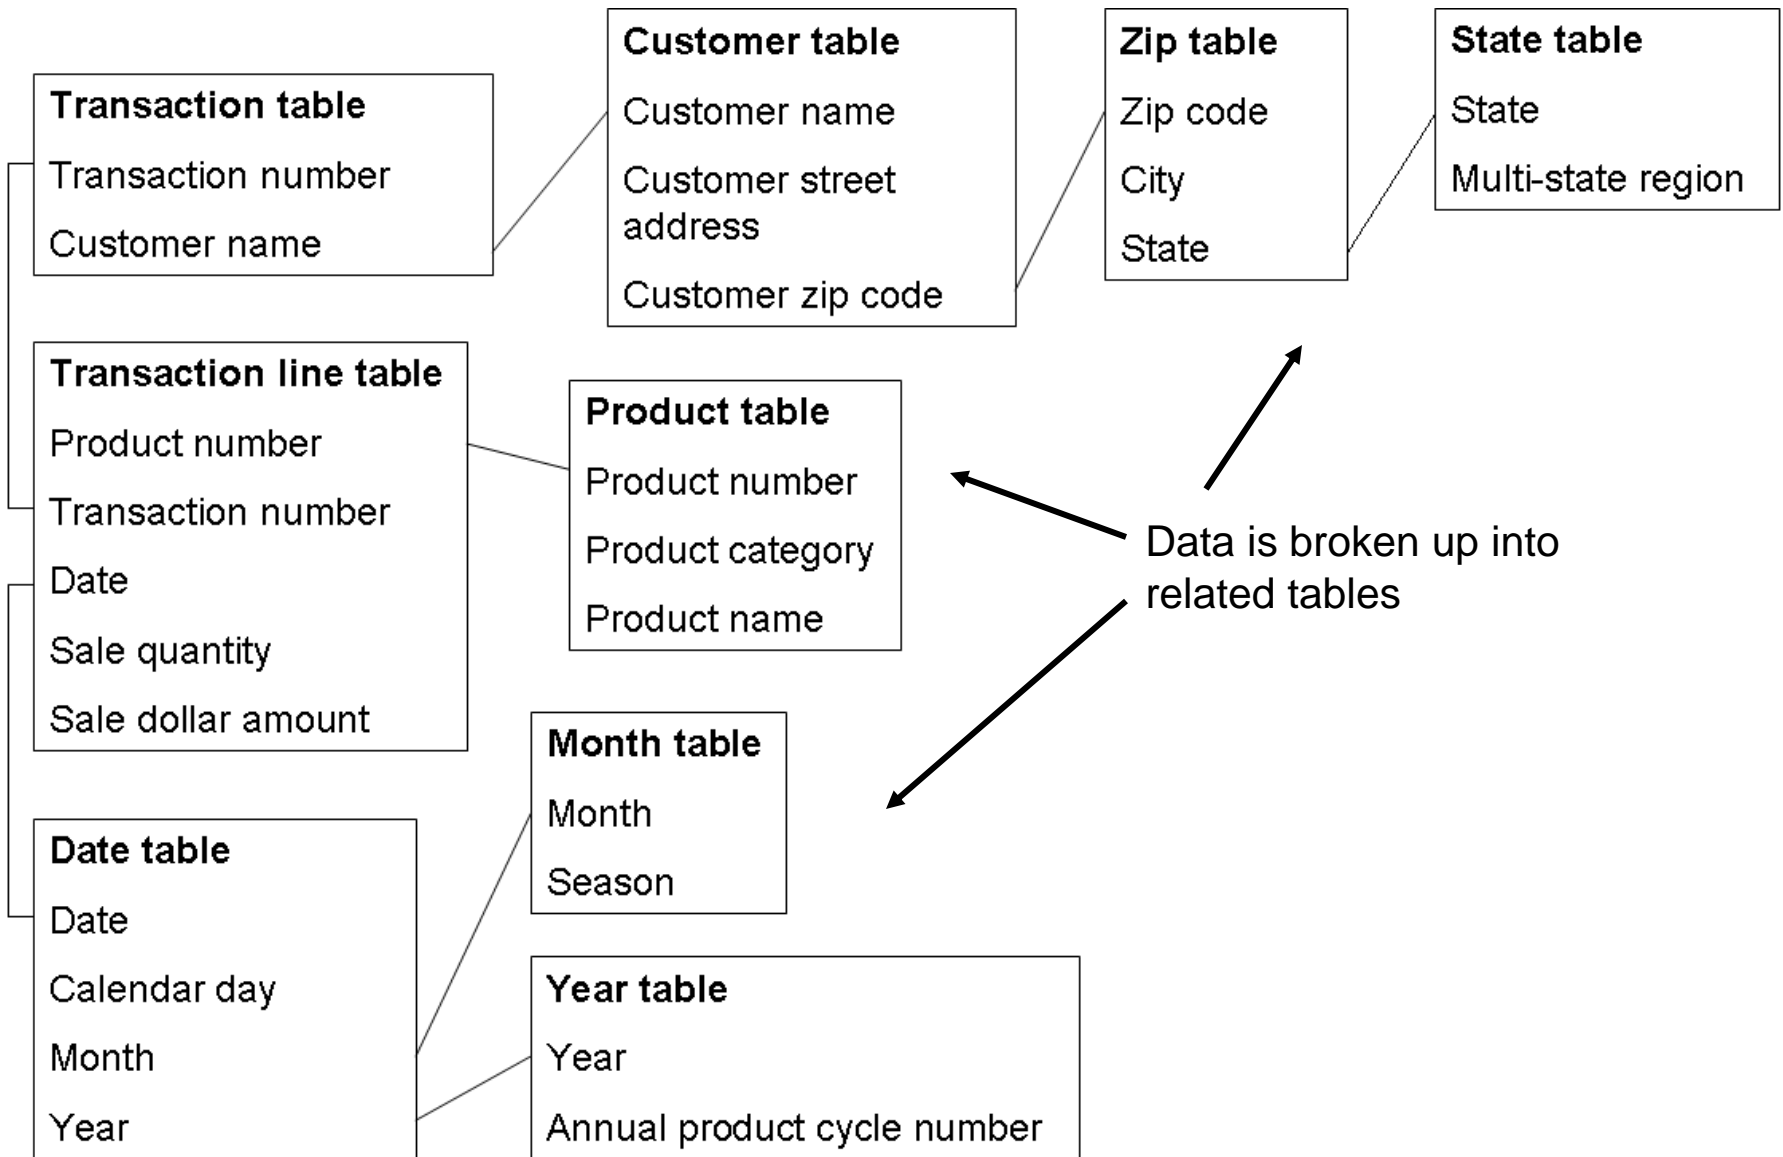 Transaction table
Transaction number
Customer name
Customer table
Customer name
Customer street
address
Customer zip code
Zip table
Zip code
City
State
State table
State
Multi-state region
Transaction line table
Product number
Transaction number
Date
Sale quantity
Sale dollar amount
Product table
Product number
Product category
Product name
Data is broken up into
related tables
Date table
Date
Calendar day
Month
Year
Month table
Month
Season
Year table
Year
Annual product cycle number